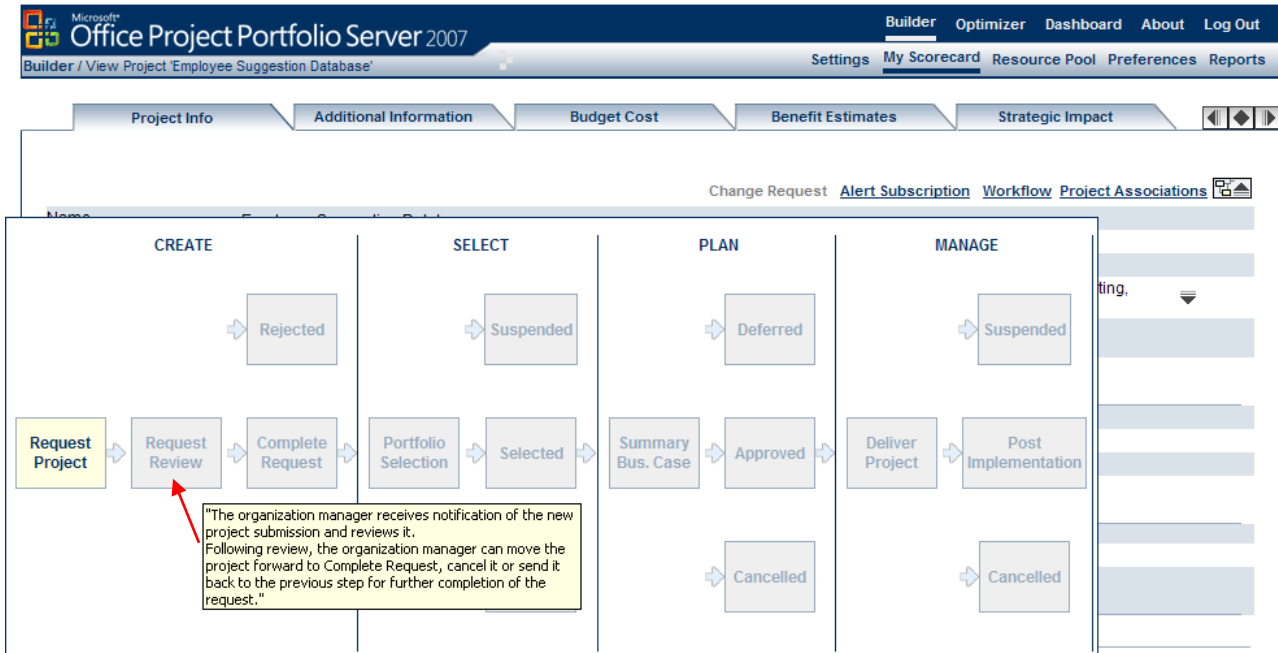 Microsoft®
Office Project Portfolio Server 2007
Builder Optimizer Dashboard About Log Out
Builder / View Project 'Employee Suggestion Database'
Settings My Scorecard Resource Pool Preferences Reports
Project Info Additional Information Budget Cost Benefit Estimates Strategic Impact
Change Request Alert Subscription Workflow Project Associations
CREATE SELECT PLAN MANAGE
ting,
Rejected Suspended Deferred Suspended
Request
Project
Request
Review
Complete
Request
Portfolio
Selection
Selected
Summary
Bus. Case
Approved
Deliver
Project
Post
Implementation
"The organization manager receives notification of the new
project submission and reviews it.
Following review, the organization manager can move the
project forward to Complete Request, cancel it or send it
back to the previous step for further completion of the
request."
Cancelled Cancelled